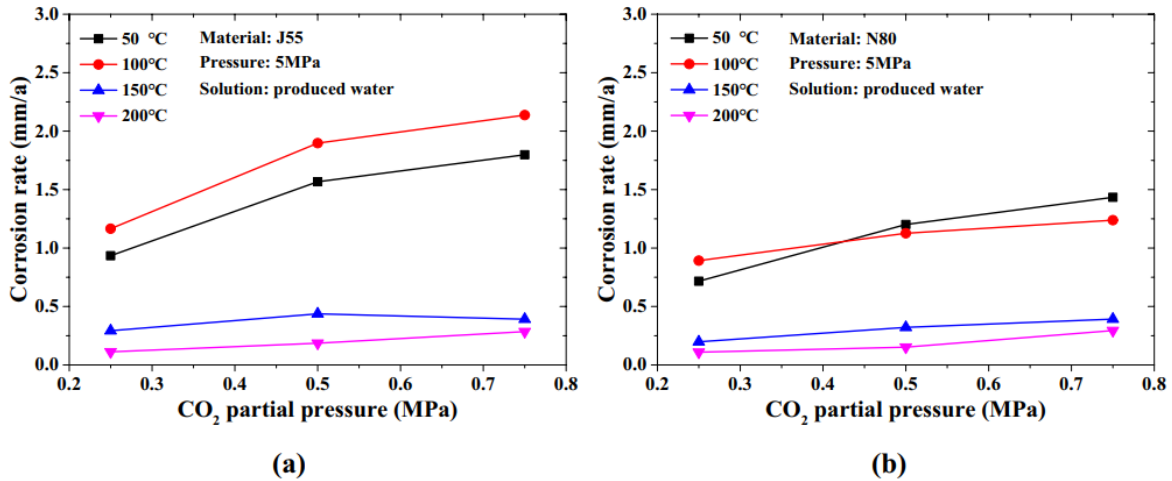 3.0
2.5
2.0
1.5
1.0
0.5
0.0
Corrosion rate (mm/a)
50 °C
100°C
150°C
200°C
Material: J55
Pressure: 5MPa
Solution: produced water
0.2 0.3 0.4 0.5 0.6 0.7 0.8
CO₂ partial pressure (MPa)
(a)
3.0
2.5
2.0
1.5
1.0
0.5
0.0
Corrosion rate (mm/a)
50 °C
100°C
150°C
200°C
Material: N80
Pressure: 5MPa
Solution: produced water
0.2 0.3 0.4 0.5 0.6 0.7 0.8
CO₂ partial pressure (MPa)
(b)